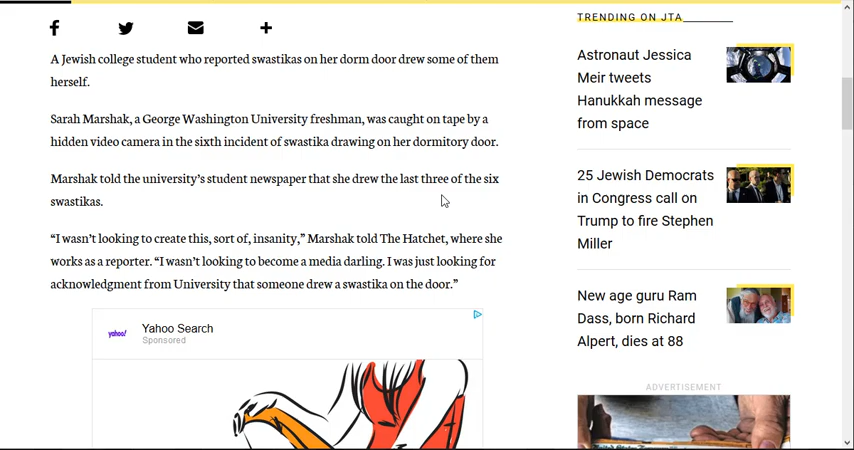 TRENDING ON JTA
A Jewish college student who reported swastikas on her dorm door drew some of them
herself.
Sarah Marshak, a George Washington University freshman, was caught on tape by a
hidden video camera in the sixth incident of swastika drawing on her dormitory door.
Marshak told the university’s student newspaper that she drew the last three of the six
swastikas.
“I wasn’t looking to create this, sort of, insanity,” Marshak told The Hatchet, where she
works as a reporter. “I wasn’t looking to become a media darling. I was just looking for
acknowledgment from University that someone drew a swastika on the door.”
yahoo!
Yahoo Search
Sponsored
Astronaut Jessica
Meir tweets
Hanukkah message
from space
25 Jewish Democrats
in Congress call on
Trump to fire Stephen
Miller
New age guru Ram
Dass, born Richard
Alpert, dies at 88
ADVERTISEMENT